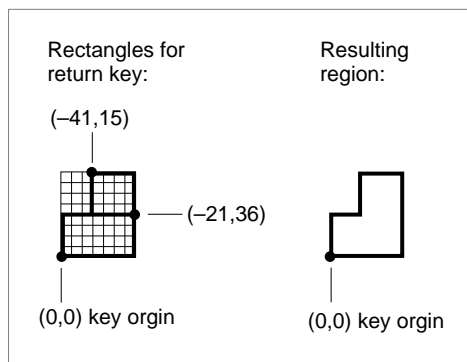 Rectangles for
return key:
(–41,15)
(–21,36)
(0,0) key orgin
Resulting
region:
(0,0) key orgin